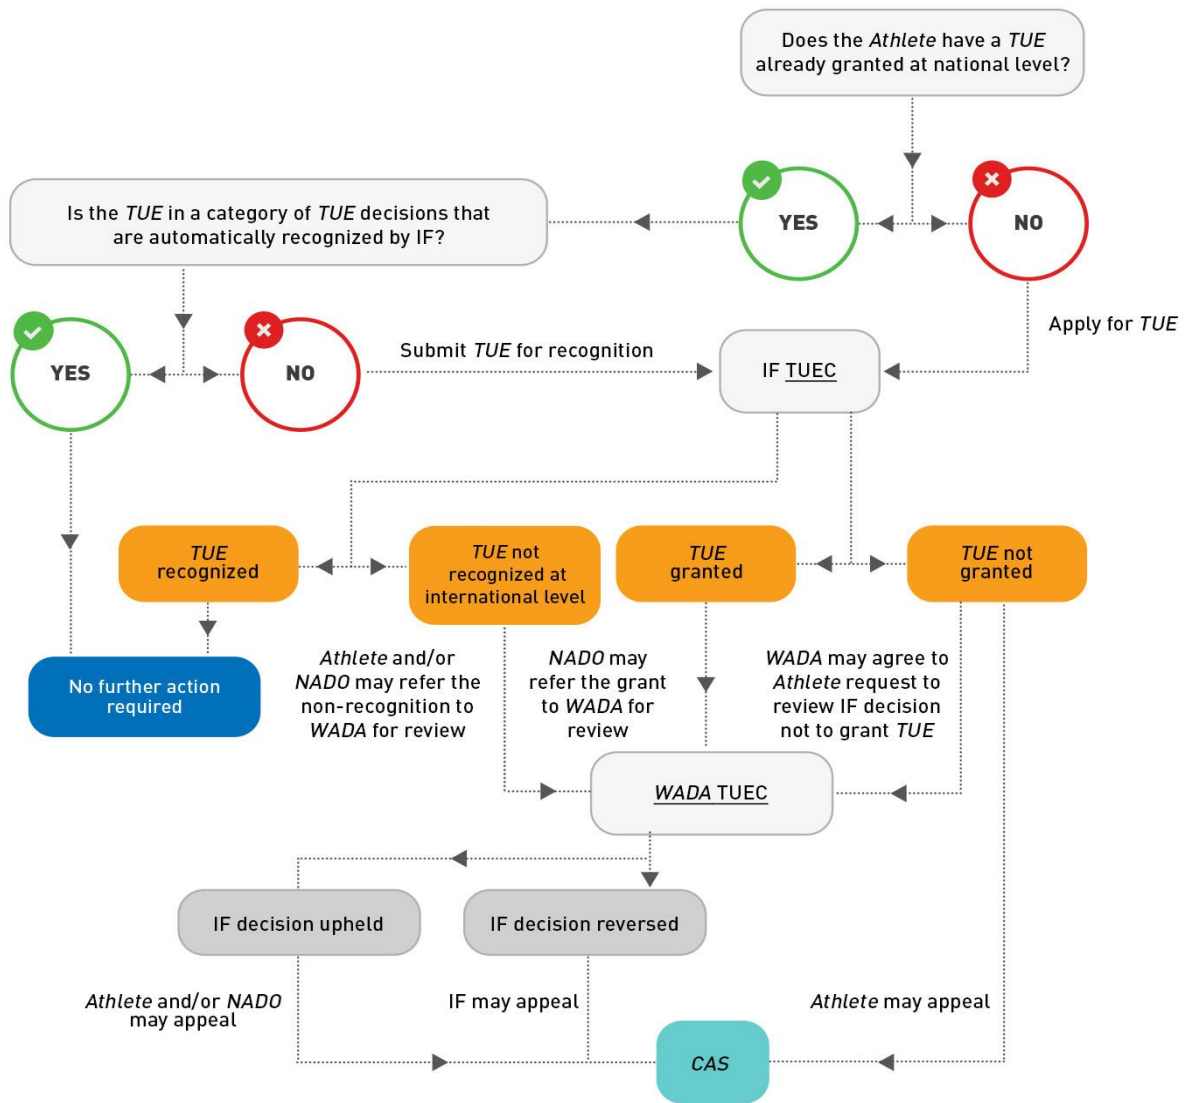 Does the Athlete have a TUE
already granted at national level?
YES
NO
Is the TUE in a category of TUE decisions that
are automatically recognized by IF?
YES
NO
Submit TUE for recognition
IF TUEC
Apply for TUE
TUE
recognized
TUE not
recognized at
international level
TUE
granted
TUE not
granted
No further action
required
Athlete and/or
NADO may refer the
non-recognition to
WADA for review
NADO may
refer the grant
to WADA for
review
WADA may agree to
Athlete request to
review IF decision
not to grant TUE
WADA TUEC
IF decision upheld
IF decision reversed
Athlete and/or NADO
may appeal
IF may appeal
Athlete may appeal
CAS